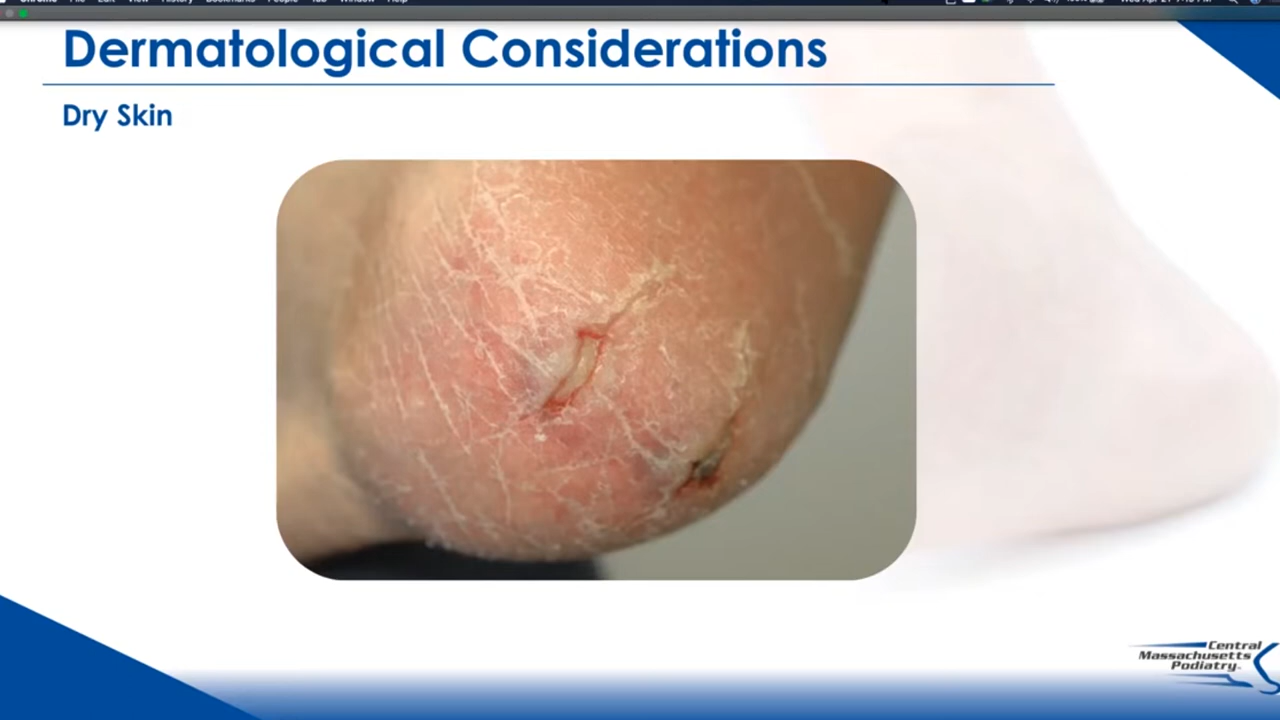 Dermatological Considerations
Dry Skin
Central
Massachusetts
Podiatry